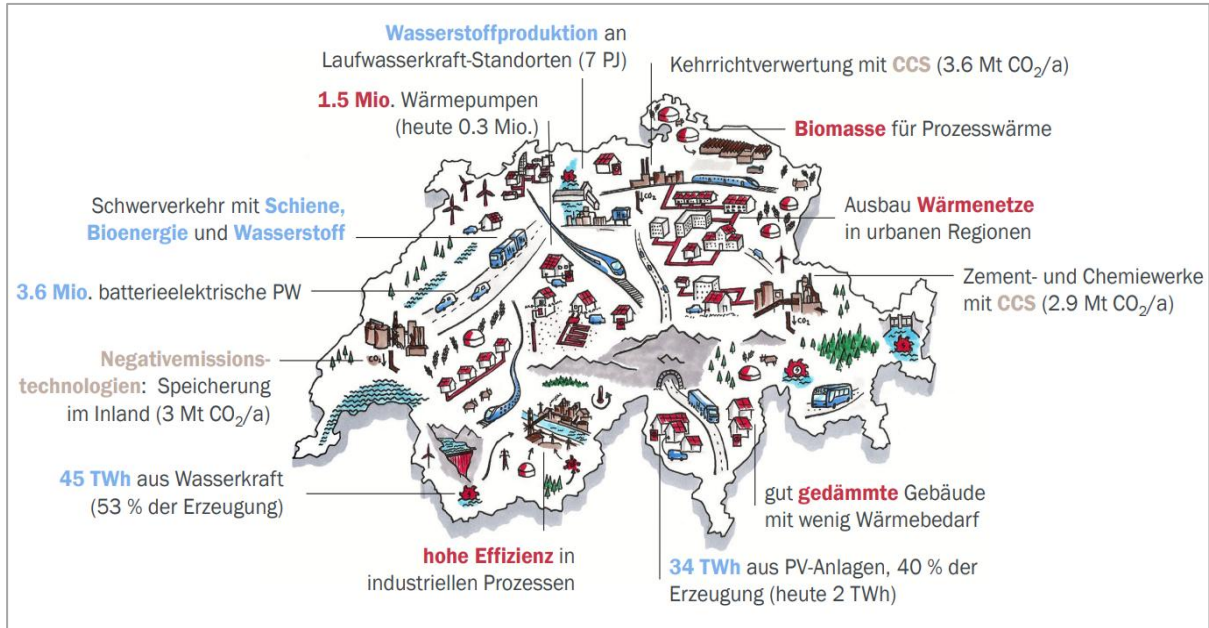 Wasserstoffproduktion an
Laufwasserkraft-Standorten (7 PJ)
Kehrrichtverwertung mit CCS (3.6 Mt CO₂/a)
1.5 Mio. Wärmepumpen
(heute 0.3 Mio.)
Biomasse für Prozesswärme
Schwerverkehr mit Schiene,
Bioenergie und Wasserstoff
Ausbau Wärmenetze
in urbanen Regionen
3.6 Mio. batterieelektrische PW
Zement- und Chemiewerke
mit CCS (2.9 Mt CO₂/a)
Negativemissions-
technologien: Speicherung
im Inland (3 Mt CO₂/a)
45 TWh aus Wasserkraft
(53 % der Erzeugung)
gut gedämmte Gebäude
mit wenig Wärmebedarf
hohe Effizienz in
industriellen Prozessen
34 TWh aus PV-Anlagen, 40 % der
Erzeugung (heute 2 TWh)
CO₂
CO₂
CO₂